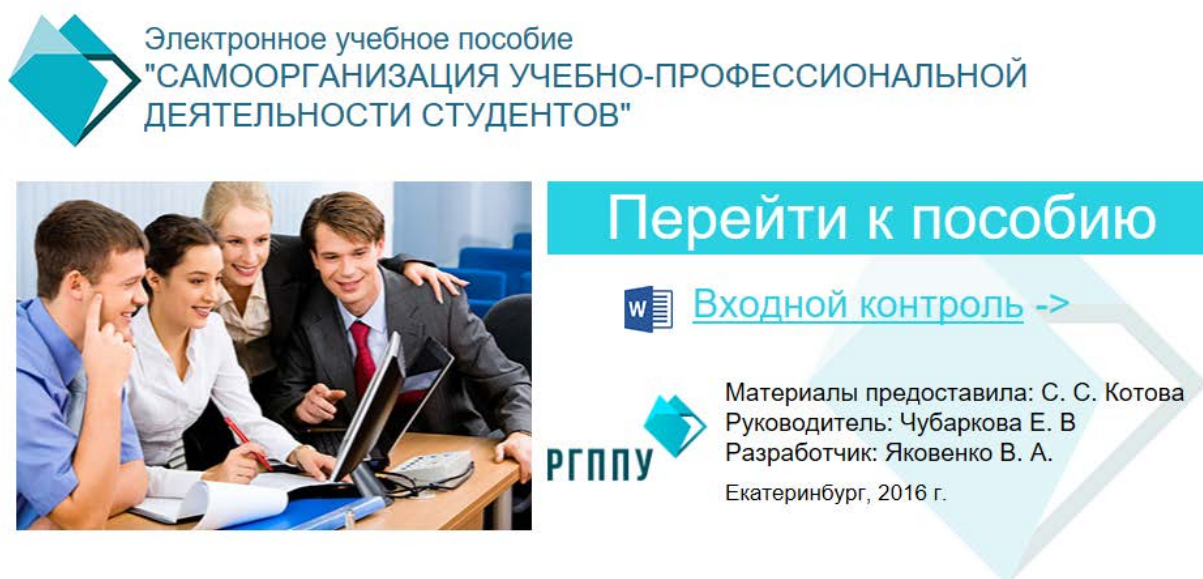 Электронное учебное пособие
"САМООРГАНИЗАЦИЯ УЧЕБНО-ПРОФЕССИОНАЛЬНОЙ
ДЕЯТЕЛЬНОСТИ СТУДЕНТОВ"
Перейти к пособию
W
Входной контроль ->
РГППУ
Материалы предоставила: С. С. Котова
Руководитель: Чубаркова Е. В
Разработчик: Яковенко В. А.
Екатеринбург, 2016 г.